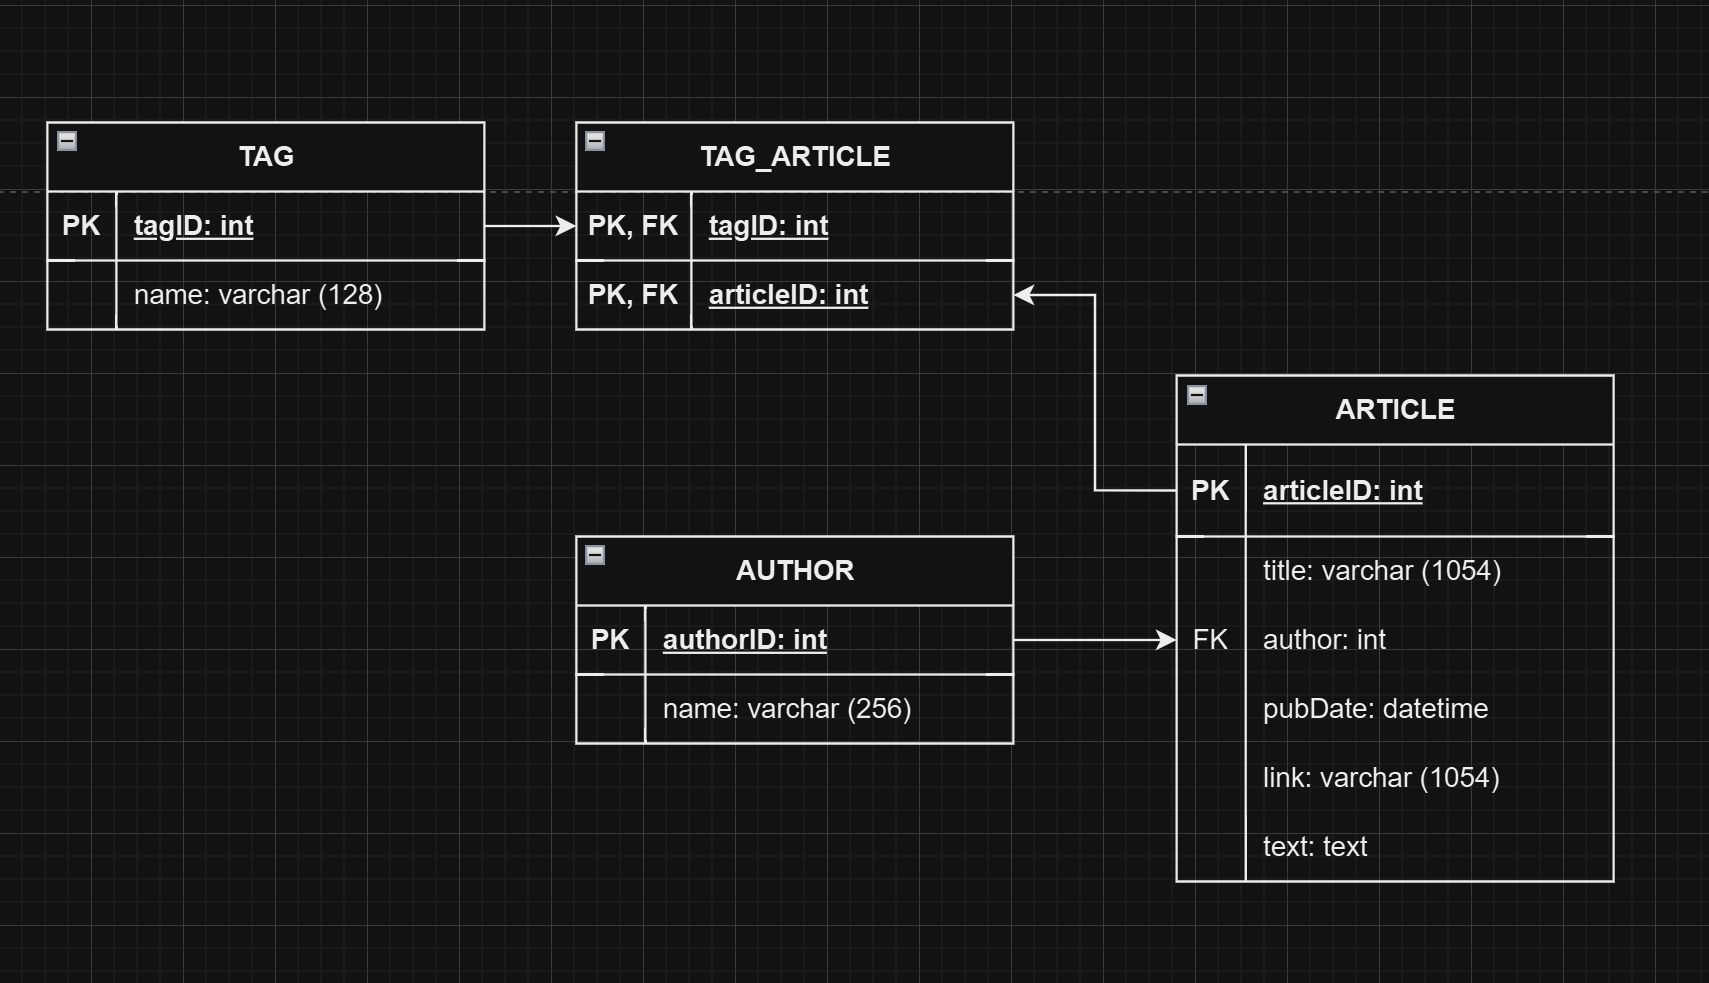 TAG
PK tagID: int
name: varchar (128)
TAG_ARTICLE
PK, FK tagID: int
PK, FK articleID: int
ARTICLE
PK articleID: int
title: varchar (1054)
FK author: int
pubDate: datetime
link: varchar (1054)
text: text
AUTHOR
PK authorID: int
name: varchar (256)